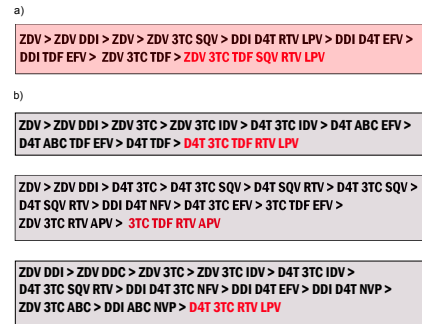 a)
ZDV > ZDV DDI > ZDV > ZDV 3TC SQV > DDI D4T RTV LPV > DDI D4T EFV >
DDI TDF EFV > ZDV 3TC TDF > ZDV 3TC TDF SQV RTV LPV
b)
ZDV > ZDV DDI > ZDV 3TC > ZDV 3TC IDV > D4T 3TC IDV > D4T ABC EFV >
D4T ABC TDF EFV > D4T TDF > D4T 3TC TDF RTV LPV
ZDV > ZDV DDI > D4T 3TC > D4T 3TC SQV > D4T SQV RTV > D4T 3TC SQV >
D4T SQV RTV > DDI D4T NFV > D4T 3TC EFV > 3TC TDF EFV >
ZDV 3TC RTV APV > 3TC TDF RTV APV
ZDV DDI > ZDV DDC > ZDV 3TC > ZDV 3TC IDV > D4T 3TC IDV >
D4T 3TC SQV RTV > DDI D4T 3TC NFV > DDI D4T EFV > DDI D4T NVP >
ZDV 3TC ABC > DDI ABC NVP > D4T 3TC RTV LPV